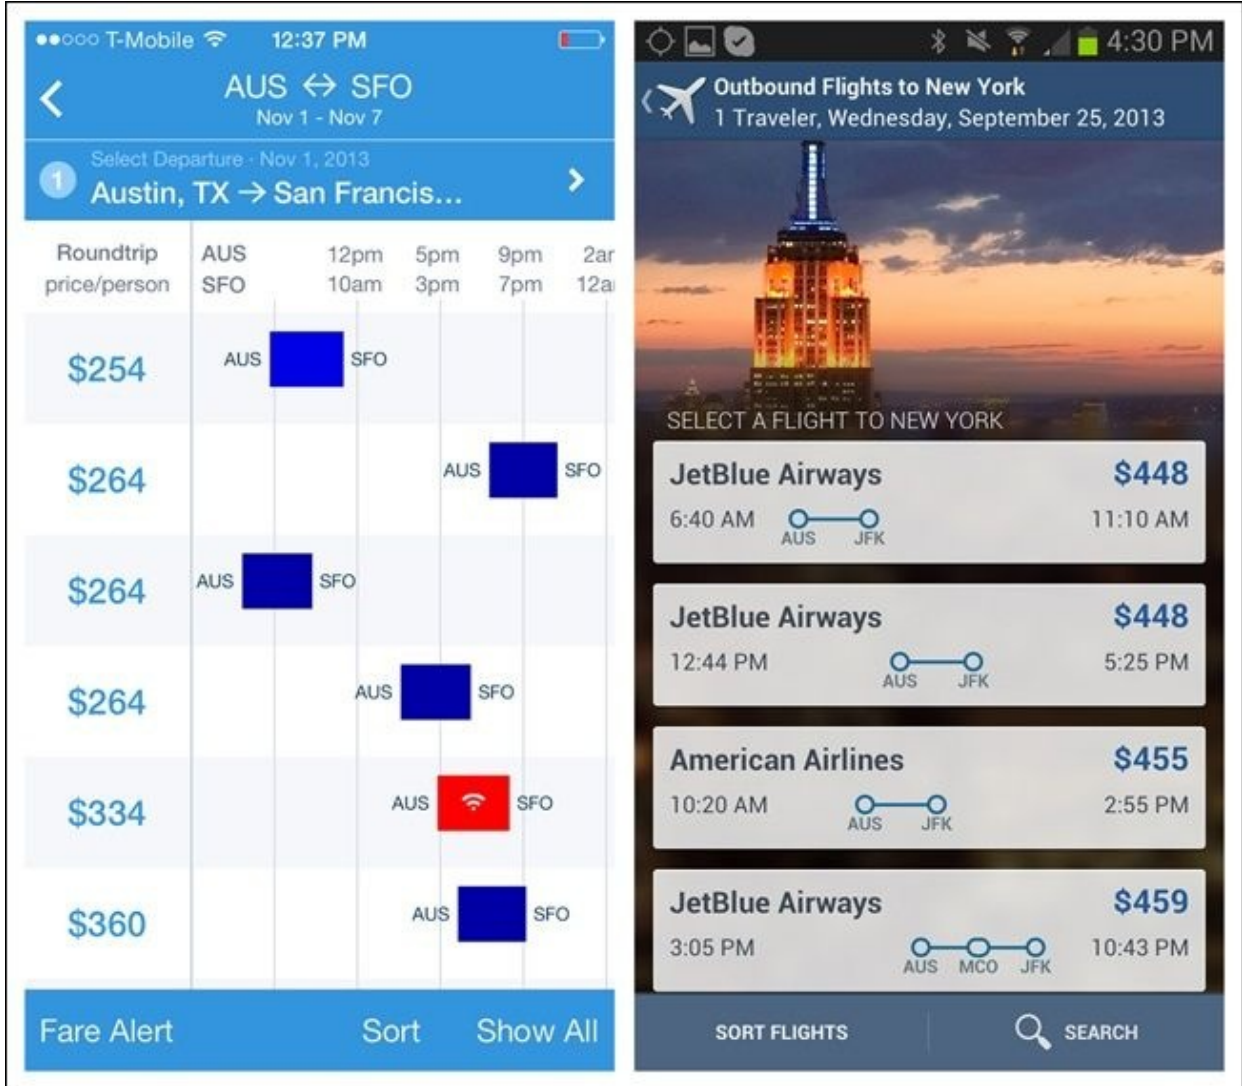 T-Mobile 12:37 PM
AUS ↔ SFO
Nov 1 - Nov 7
Select Departure · Nov 1, 2013
1
Austin, TX → San Francis...
Roundtrip AUS 12pm 5pm 9pm 2ar
price/person SFO 10am 3pm 7pm 12a
$254 AUS SFO
$264 AUS SFO
$264 AUS SFO
$264 AUS SFO
$334 AUS SFO
$360 AUS SFO
Fare Alert Sort Show All
4:30 PM
Outbound Flights to New York
1 Traveler, Wednesday, September 25, 2013
SELECT A FLIGHT TO NEW YORK
JetBlue Airways $448
6:40 AM 11:10 AM
AUS JFK
JetBlue Airways $448
12:44 PM 5:25 PM
AUS JFK
American Airlines $455
10:20 AM 2:55 PM
AUS JFK
JetBlue Airways $459
3:05 PM 10:43 PM
AUS MCO JFK
SORT FLIGHTS SEARCH